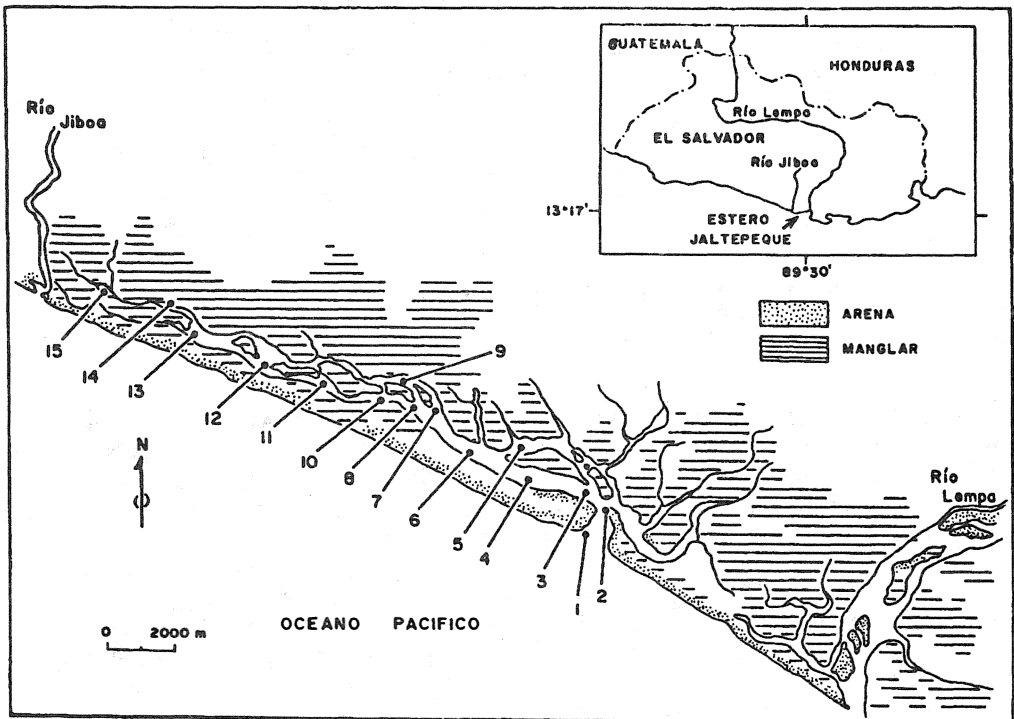 GUATEMALA
HONDURAS
Río Lempa
EL SALVADOR
Río Jiboa
13°17'
ESTERO
JALTEPEQUE
89°30'
Río
Jiboa
ARENA
MANGLAR
15
14
13
12
11
10
9
8
7
6
5
4
3
1
2
N
Río
Lempa
0 2000 m
OCEANO PACIFICO